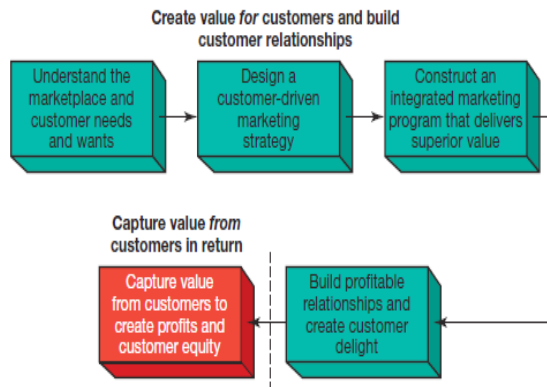 Create value for customers and build
customer relationships
Understand the
marketplace and
customer needs
and wants
Design a
customer-driven
marketing
strategy
Construct an
integrated marketing
program that delivers
superior value
Capture value from
customers in return
Capture value
from customers to
create profits and
customer equity
Build profitable
relationships and
create customer
delight